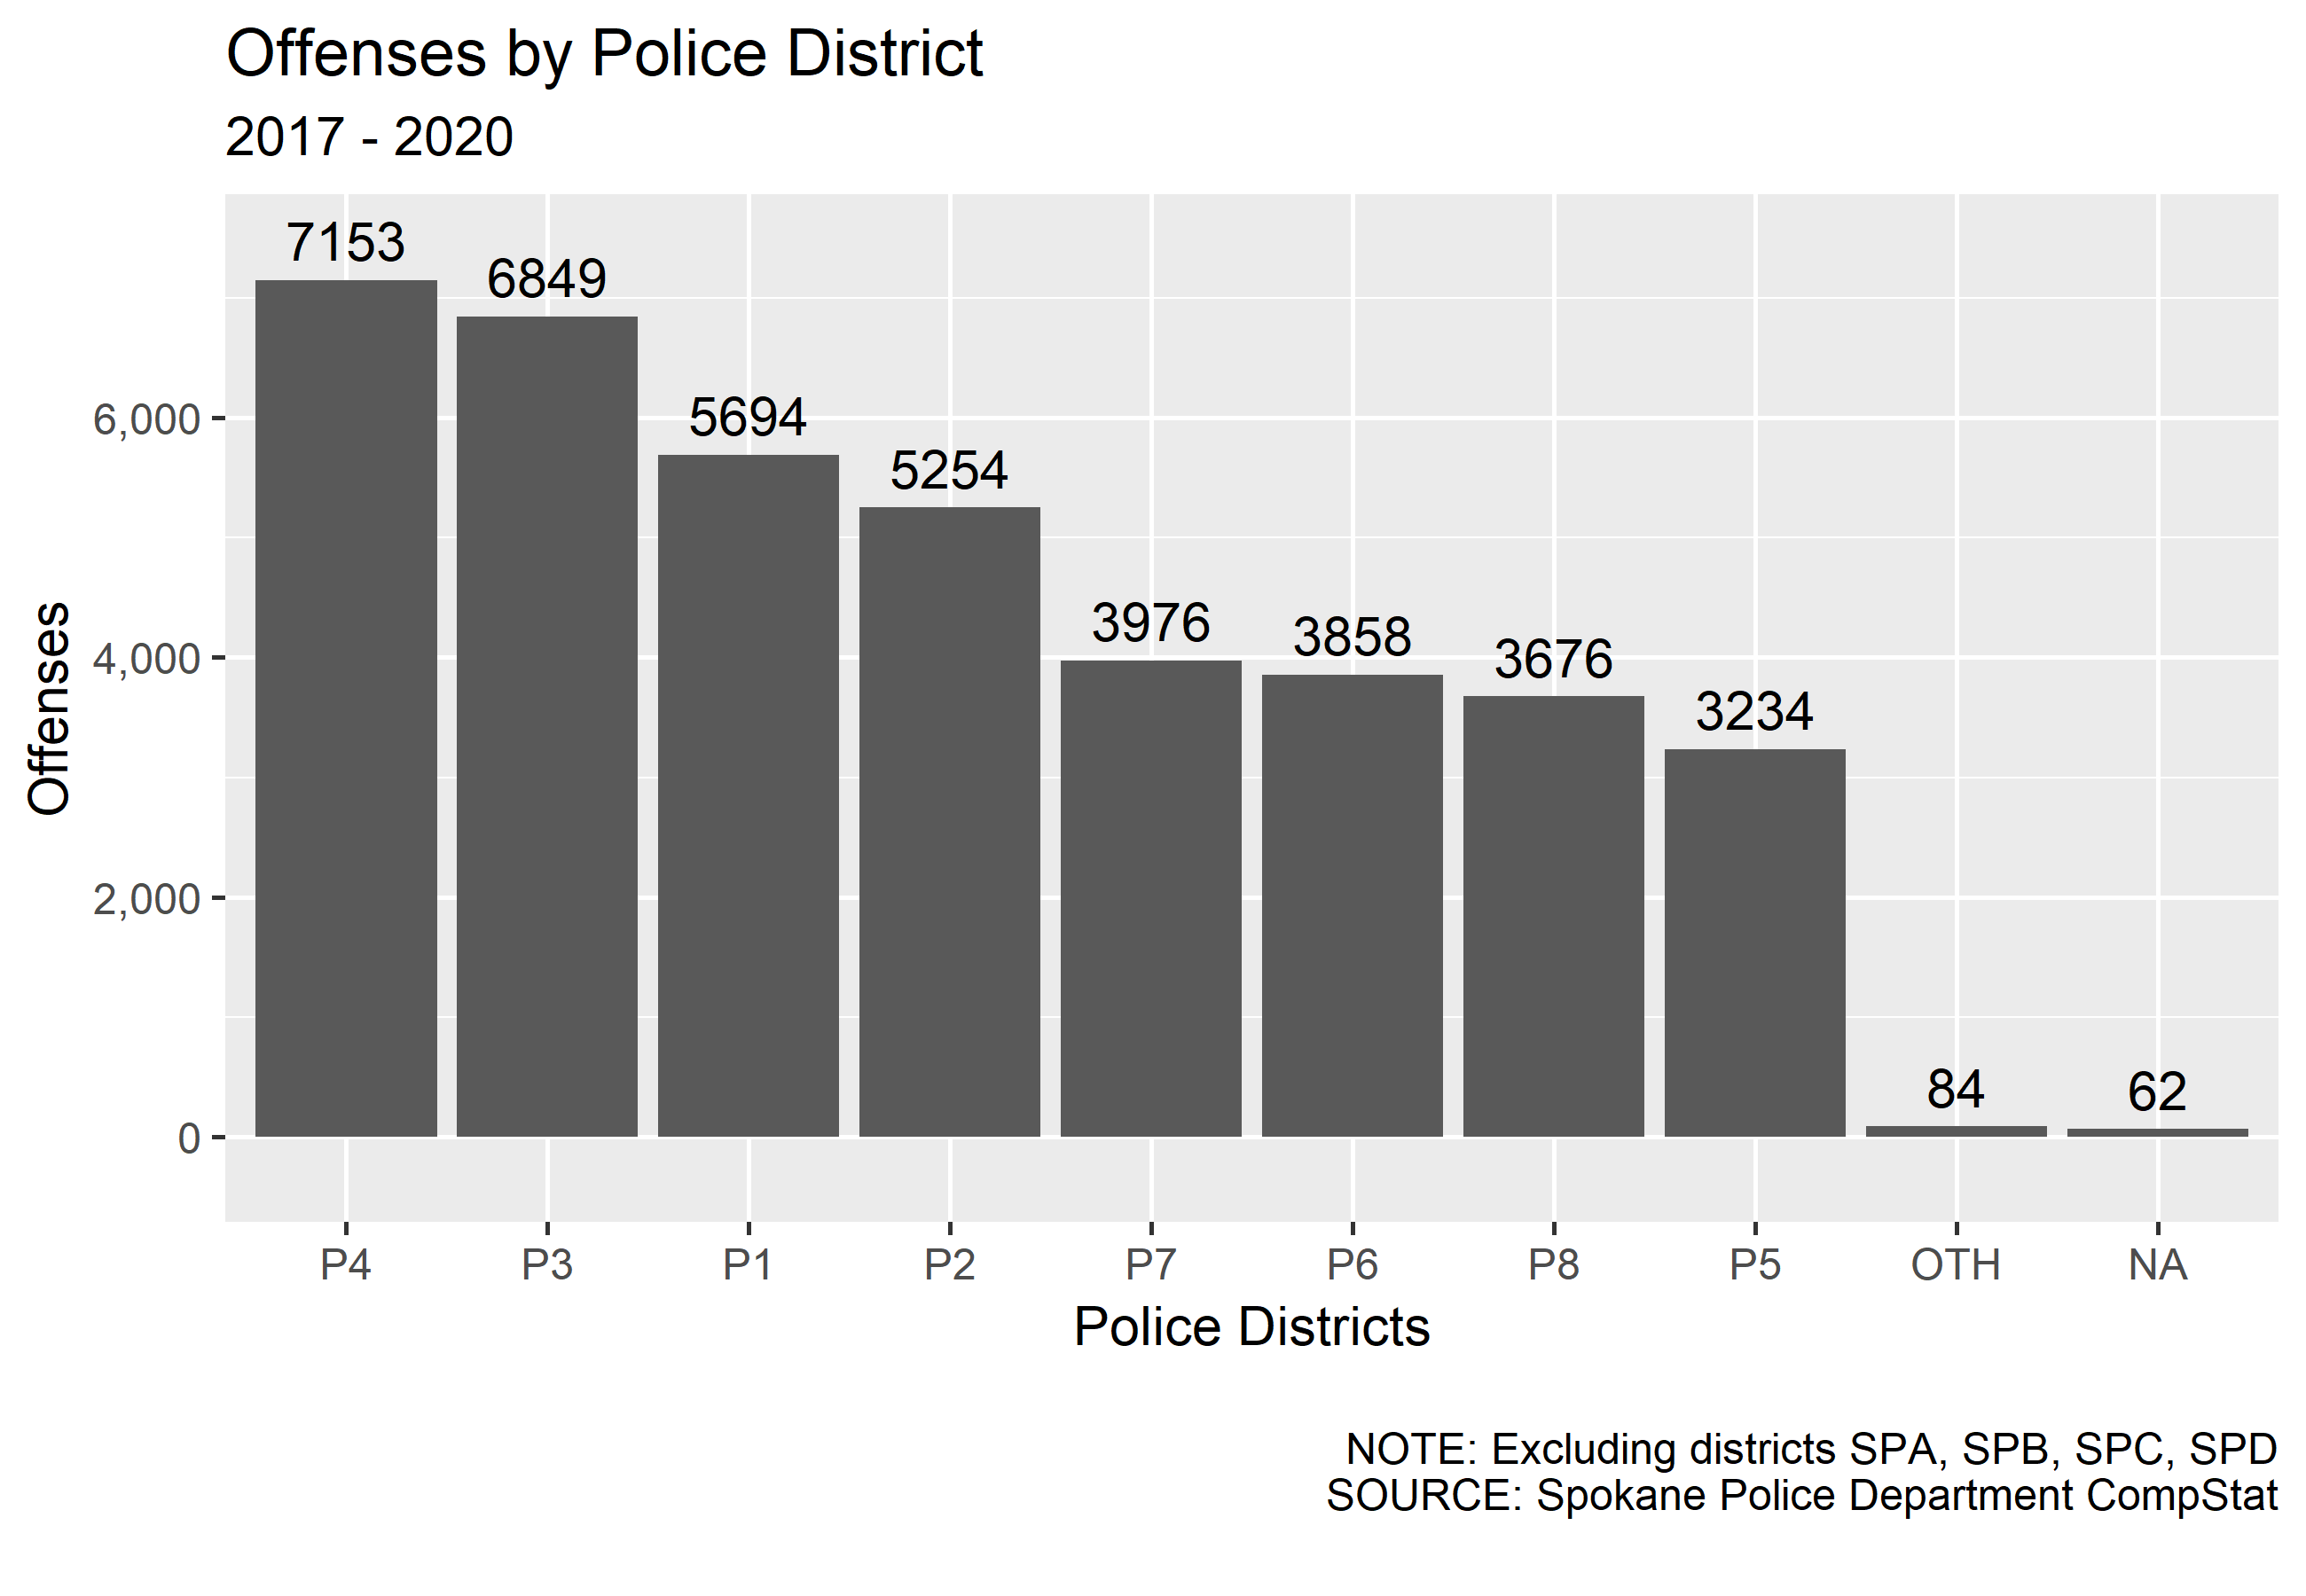 Offenses by Police District
2017 - 2020
7153
6849
5694
5254
3976
3858
3676
3234
84
62
6,000
4,000
2,000
0
Offenses
P4 P3 P1 P2 P7 P6 P8 P5 OTH NA
Police Districts
NOTE: Excluding districts SPA, SPB, SPC, SPD
SOURCE: Spokane Police Department CompStat